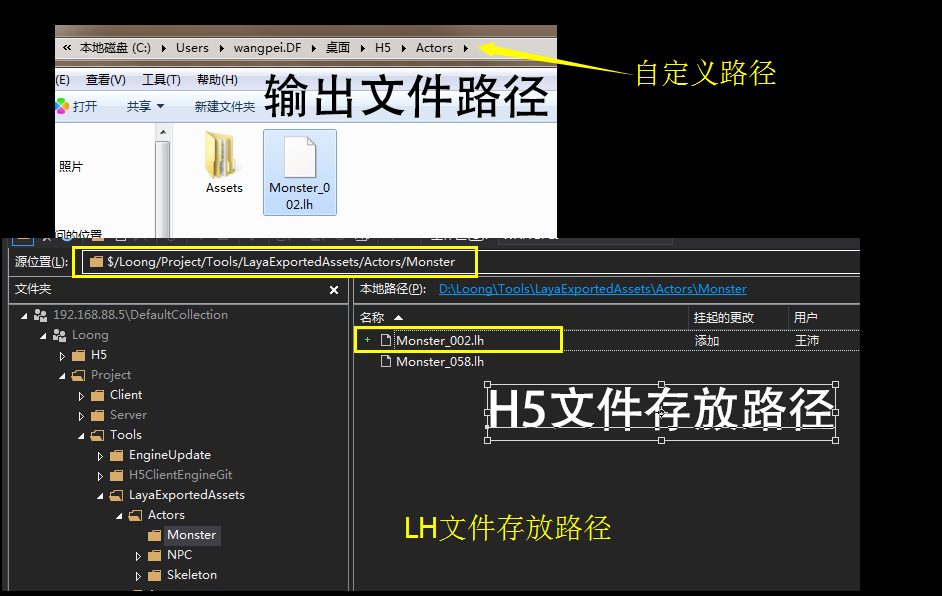 « 本地磁盘 (C:) ▸ Users ▸ wangpei.DF ▸ 桌面 ▸ H5 ▸ Actors ▸
自定义路径
(E) 查看(V) 工具(T) 帮助(H)
输出文件路径
打开 共享 新建文件夹
照片
Assets
Monster_0
02.lh
问的位置
源位置(L):
$/Loong/Project/Tools/LayaExportedAssets/Actors/Monster
文件夹
本地路径(P): D:\Loong\Tools\LayaExportedAssets\Actors\Monster
192.168.88.5\DefaultCollection
名称 挂起的更改 用户
Loong
Monster_002.lh 添加 王沛
H5
Monster_058.lh
Project
Client
H5文件存放路径
Server
Tools
EngineUpdate
H5ClientEngineGit
LayaExportedAssets
Actors
LH文件存放路径
Monster
NPC
Skeleton